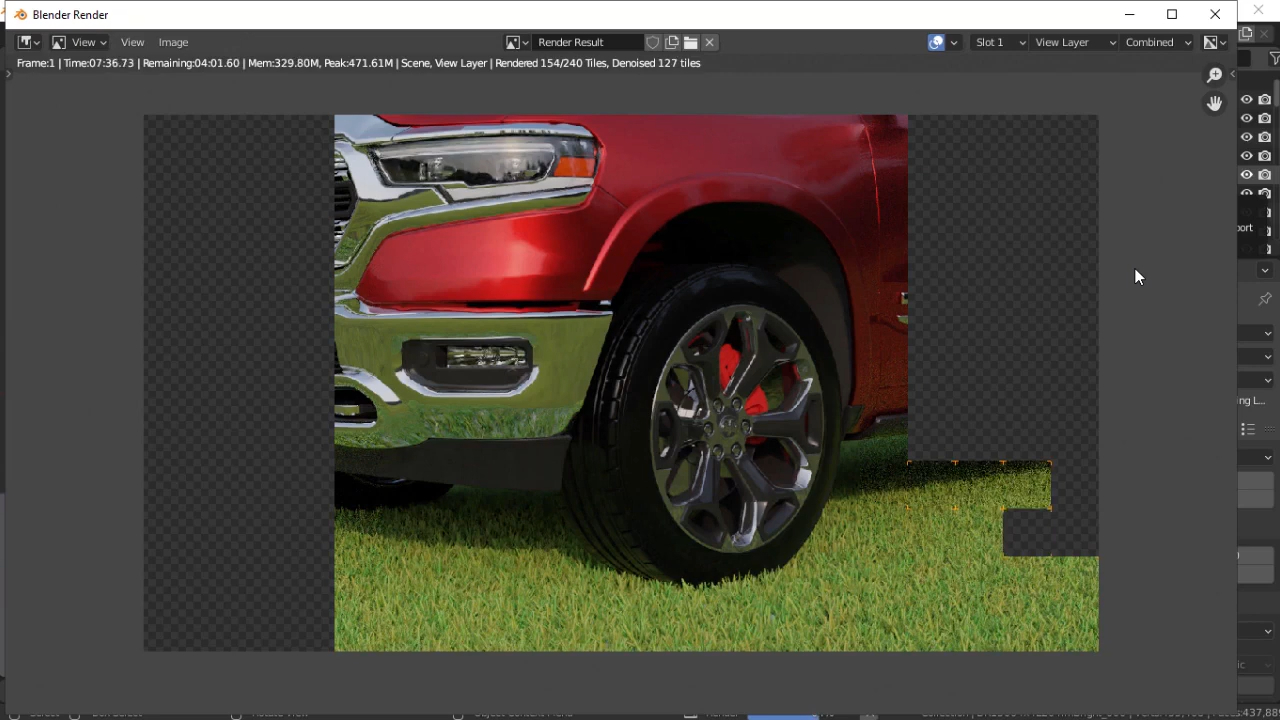 Blender Render
View
View
Image
Render Result
Slot 1
View Layer
Combined
Frame:1 | Time:07:36.73 | Remaining:04:01.60 | Mem:329.80M, Peak:471.61M | Scene, View Layer | Rendered 154/240 Tiles, Denoised 127 tiles
port
ng L...